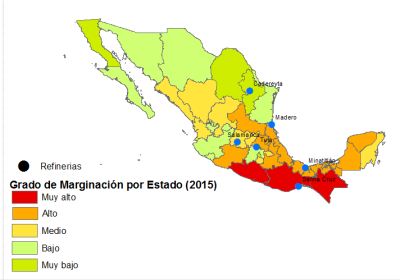 Cadereyta
Madero
Salamanca
Tula
Minatitlán
Salina Cruz
Refinerias
Grado de Marginación por Estado (2015)
Muy alto
Alto
Medio
Bajo
Muy bajo